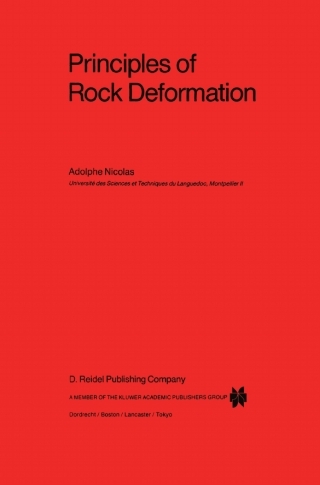 Principles of
Rock Deformation
Adolphe Nicolas
Université des Sciences et Techniques du Languedoc, Montpellier II
D. Reidel Publishing Company
A MEMBER OF THE KLUWER ACADEMIC PUBLISHERS GROUP
Dordrecht / Boston / Lancaster / Tokyo